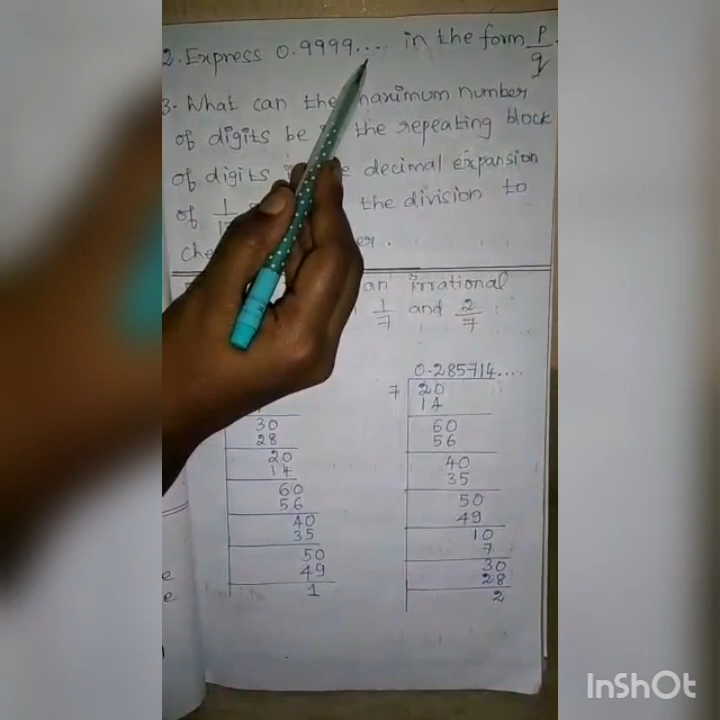 2. Express 0.9999.... in the form p/q.
3. What can the maximum number
of digits be the repeating block
of digits decimal expansion
of 1/ the division to
an irrational
1/7 and 2/7 :
0.285714....
7 20
14
30 60
28 56
20 40
14 35
60 50
56 49
40 10
35 7
50 30
49 28
1 2
e
e
InShOt